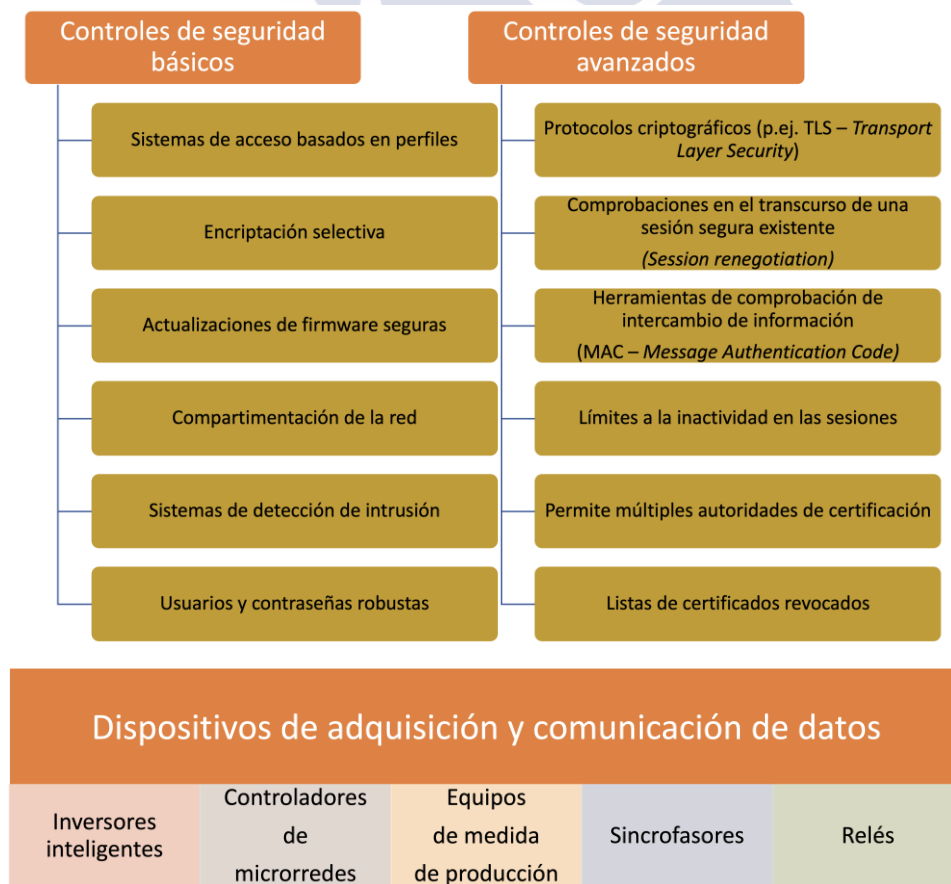 Controles de seguridad
básicos
Sistemas de acceso basados en perfiles
Encriptación selectiva
Actualizaciones de firmware seguras
Compartimentación de la red
Sistemas de detección de intrusión
Usuarios y contraseñas robustas
Controles de seguridad
avanzados
Protocolos criptográficos (p.ej. TLS – Transport
Layer Security)
Comprobaciones en el transcurso de una
sesión segura existente
(Session renegotiation)
Herramientas de comprobación de
intercambio de información
(MAC – Message Authentication Code)
Límites a la inactividad en las sesiones
Permite múltiples autoridades de certificación
Listas de certificados revocados
Dispositivos de adquisición y comunicación de datos
Inversores
inteligentes
Controladores
de
microrredes
Equipos
de medida
de producción
Sincrofasores
Relés